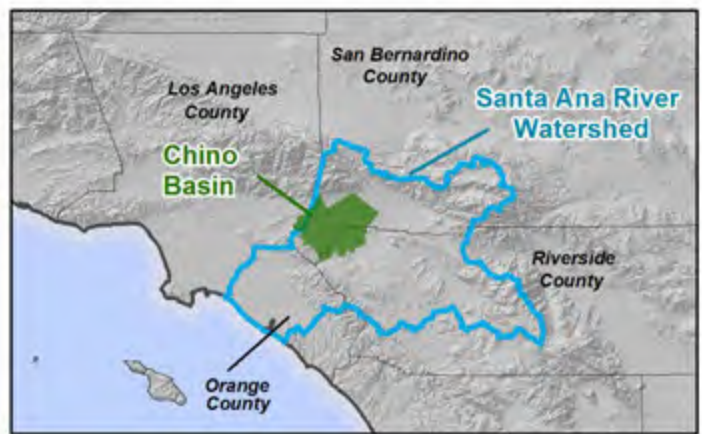 San Bernardino
County
Los Angeles
County
Santa Ana River
Watershed
Chino
Basin
Riverside
County
Orange
County